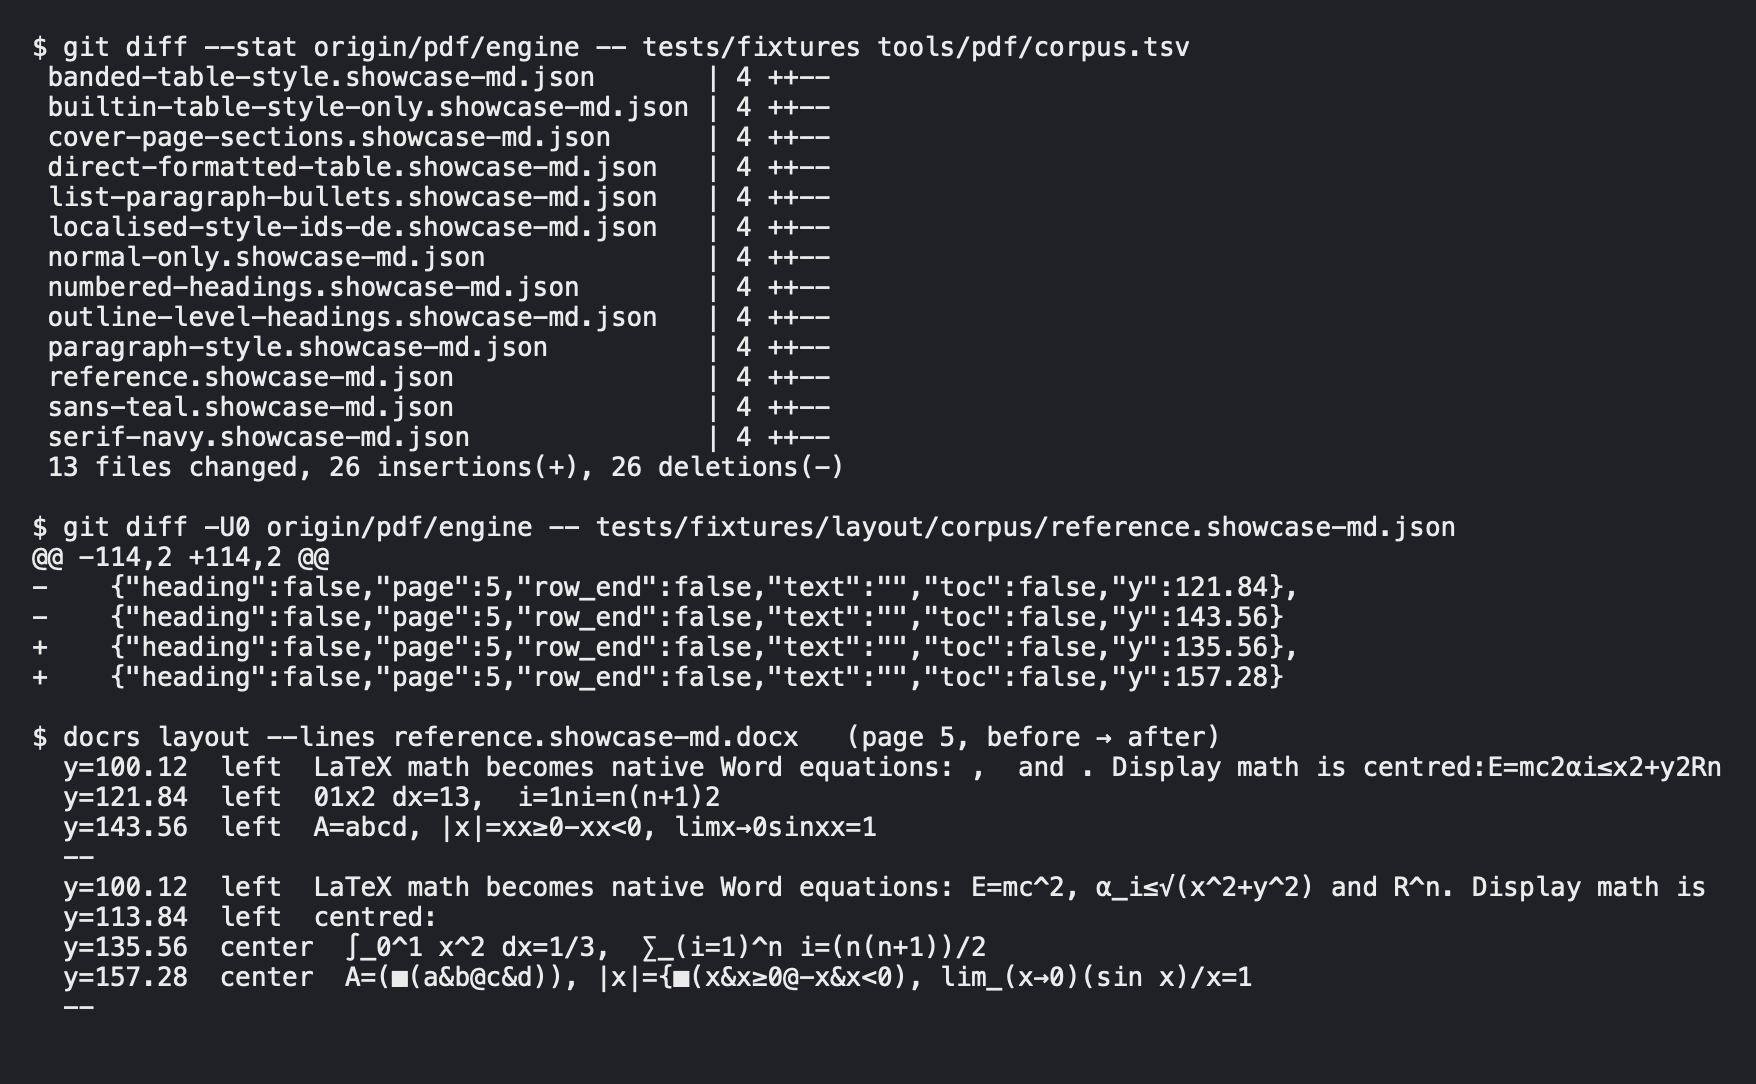 $ git diff --stat origin/pdf/engine -- tests/fixtures tools/pdf/corpus.tsv
 banded-table-style.showcase-md.json       | 4 ++--
 builtin-table-style-only.showcase-md.json | 4 ++--
 cover-page-sections.showcase-md.json      | 4 ++--
 direct-formatted-table.showcase-md.json   | 4 ++--
 list-paragraph-bullets.showcase-md.json   | 4 ++--
 localised-style-ids-de.showcase-md.json   | 4 ++--
 normal-only.showcase-md.json              | 4 ++--
 numbered-headings.showcase-md.json        | 4 ++--
 outline-level-headings.showcase-md.json   | 4 ++--
 paragraph-style.showcase-md.json          | 4 ++--
 reference.showcase-md.json                | 4 ++--
 sans-teal.showcase-md.json                | 4 ++--
 serif-navy.showcase-md.json               | 4 ++--
 13 files changed, 26 insertions(+), 26 deletions(-)

$ git diff -U0 origin/pdf/engine -- tests/fixtures/layout/corpus/reference.showcase-md.json
@@ -114,2 +114,2 @@
-    {"heading":false,"page":5,"row_end":false,"text":"","toc":false,"y":121.84},
-    {"heading":false,"page":5,"row_end":false,"text":"","toc":false,"y":143.56}
+    {"heading":false,"page":5,"row_end":false,"text":"","toc":false,"y":135.56},
+    {"heading":false,"page":5,"row_end":false,"text":"","toc":false,"y":157.28}

$ docrs layout --lines reference.showcase-md.docx   (page 5, before → after)
  y=100.12  left  LaTeX math becomes native Word equations: ,  and . Display math is centred:E=mc2αi≤x2+y2Rn
  y=121.84  left  01x2 dx=13,  i=1ni=n(n+1)2
  y=143.56  left  A=abcd, |x|=xx≥0−xx<0, limx→0sinxx=1
  --
  y=100.12  left  LaTeX math becomes native Word equations: E=mc^2, α_i≤√(x^2+y^2) and R^n. Display math is
  y=113.84  left  centred:
  y=135.56  center  ∫_0^1 x^2 dx=1/3,  ∑_(i=1)^n i=(n(n+1))/2
  y=157.28  center  A=(■(a&b@c&d)), |x|={■(x&x≥0@−x&x<0), lim_(x→0)(sin x)/x=1
  --